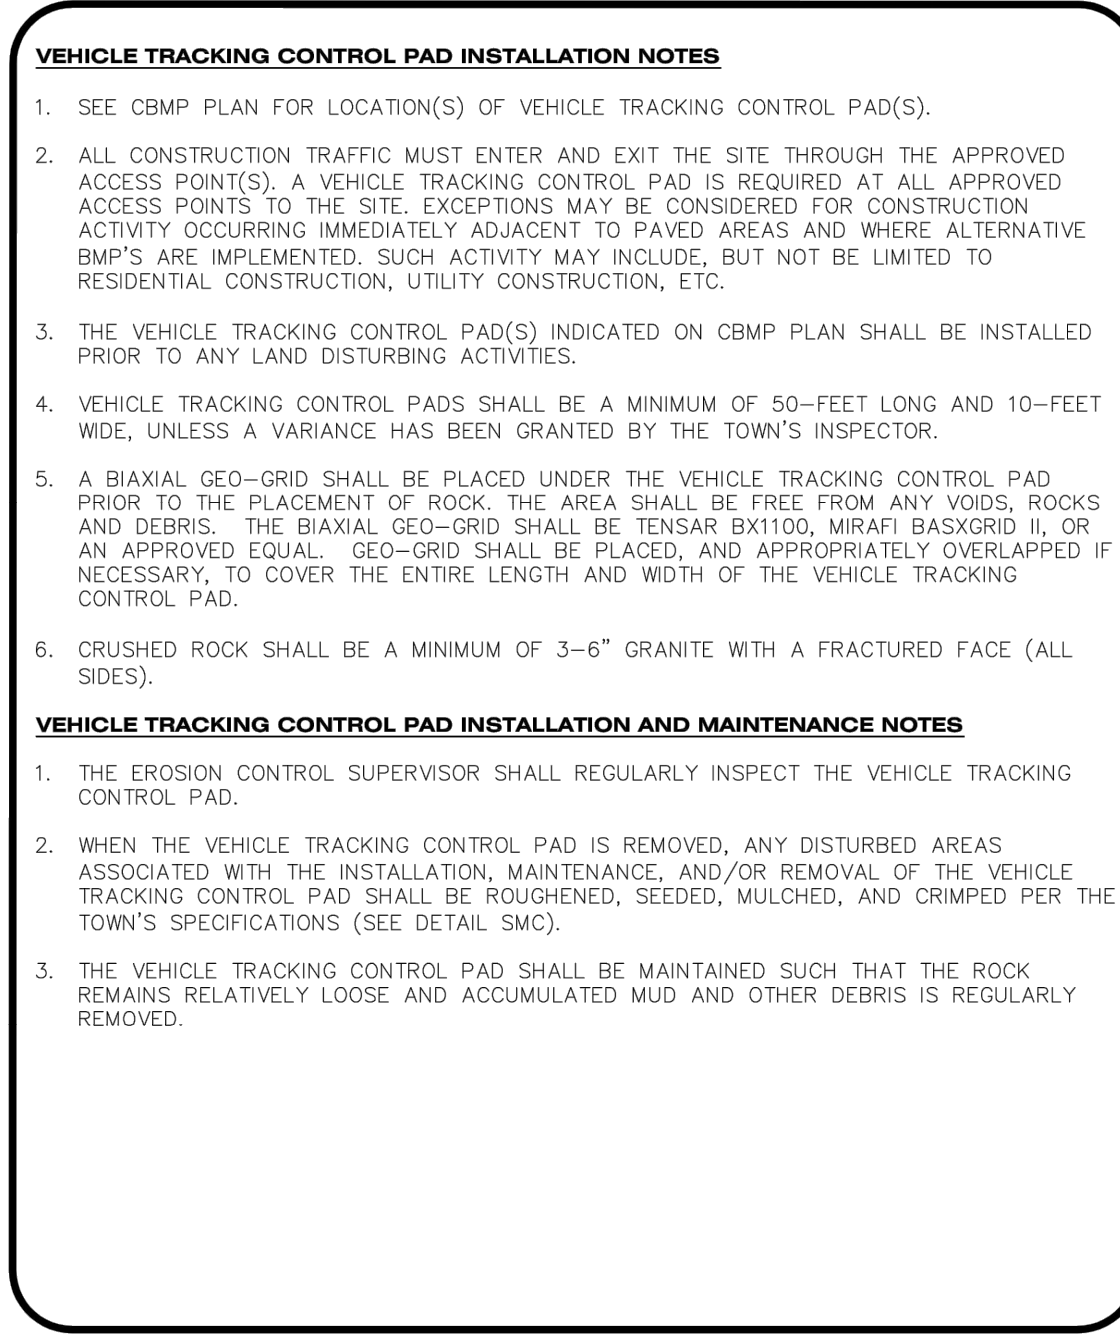 VEHICLE TRACKING CONTROL PAD INSTALLATION NOTES
1. SEE CBMP PLAN FOR LOCATION(S) OF VEHICLE TRACKING CONTROL PAD(S).
2. ALL CONSTRUCTION TRAFFIC MUST ENTER AND EXIT THE SITE THROUGH THE APPROVED
ACCESS POINT(S). A VEHICLE TRACKING CONTROL PAD IS REQUIRED AT ALL APPROVED
ACCESS POINTS TO THE SITE. EXCEPTIONS MAY BE CONSIDERED FOR CONSTRUCTION
ACTIVITY OCCURRING IMMEDIATELY ADJACENT TO PAVED AREAS AND WHERE ALTERNATIVE
BMP'S ARE IMPLEMENTED. SUCH ACTIVITY MAY INCLUDE, BUT NOT BE LIMITED TO
RESIDENTIAL CONSTRUCTION, UTILITY CONSTRUCTION, ETC.
3. THE VEHICLE TRACKING CONTROL PAD(S) INDICATED ON CBMP PLAN SHALL BE INSTALLED
PRIOR TO ANY LAND DISTURBING ACTIVITIES.
4. VEHICLE TRACKING CONTROL PADS SHALL BE A MINIMUM OF 50-FEET LONG AND 10-FEET
WIDE, UNLESS A VARIANCE HAS BEEN GRANTED BY THE TOWN'S INSPECTOR.
5. A BIAXIAL GEO-GRID SHALL BE PLACED UNDER THE VEHICLE TRACKING CONTROL PAD
PRIOR TO THE PLACEMENT OF ROCK. THE AREA SHALL BE FREE FROM ANY VOIDS, ROCKS
AND DEBRIS. THE BIAXIAL GEO-GRID SHALL BE TENSAR BX1100, MIRAFI BASXGRID II, OR
AN APPROVED EQUAL. GEO-GRID SHALL BE PLACED, AND APPROPRIATELY OVERLAPPED IF
NECESSARY, TO COVER THE ENTIRE LENGTH AND WIDTH OF THE VEHICLE TRACKING
CONTROL PAD.
6. CRUSHED ROCK SHALL BE A MINIMUM OF 3-6" GRANITE WITH A FRACTURED FACE (ALL
SIDES).
VEHICLE TRACKING CONTROL PAD INSTALLATION AND MAINTENANCE NOTES
1. THE EROSION CONTROL SUPERVISOR SHALL REGULARLY INSPECT THE VEHICLE TRACKING
CONTROL PAD.
2. WHEN THE VEHICLE TRACKING CONTROL PAD IS REMOVED, ANY DISTURBED AREAS
ASSOCIATED WITH THE INSTALLATION, MAINTENANCE, AND/OR REMOVAL OF THE VEHICLE
TRACKING CONTROL PAD SHALL BE ROUGHENED, SEEDED, MULCHED, AND CRIMPED PER THE
TOWN'S SPECIFICATIONS (SEE DETAIL SMC).
3. THE VEHICLE TRACKING CONTROL PAD SHALL BE MAINTAINED SUCH THAT THE ROCK
REMAINS RELATIVELY LOOSE AND ACCUMULATED MUD AND OTHER DEBRIS IS REGULARLY
REMOVED.